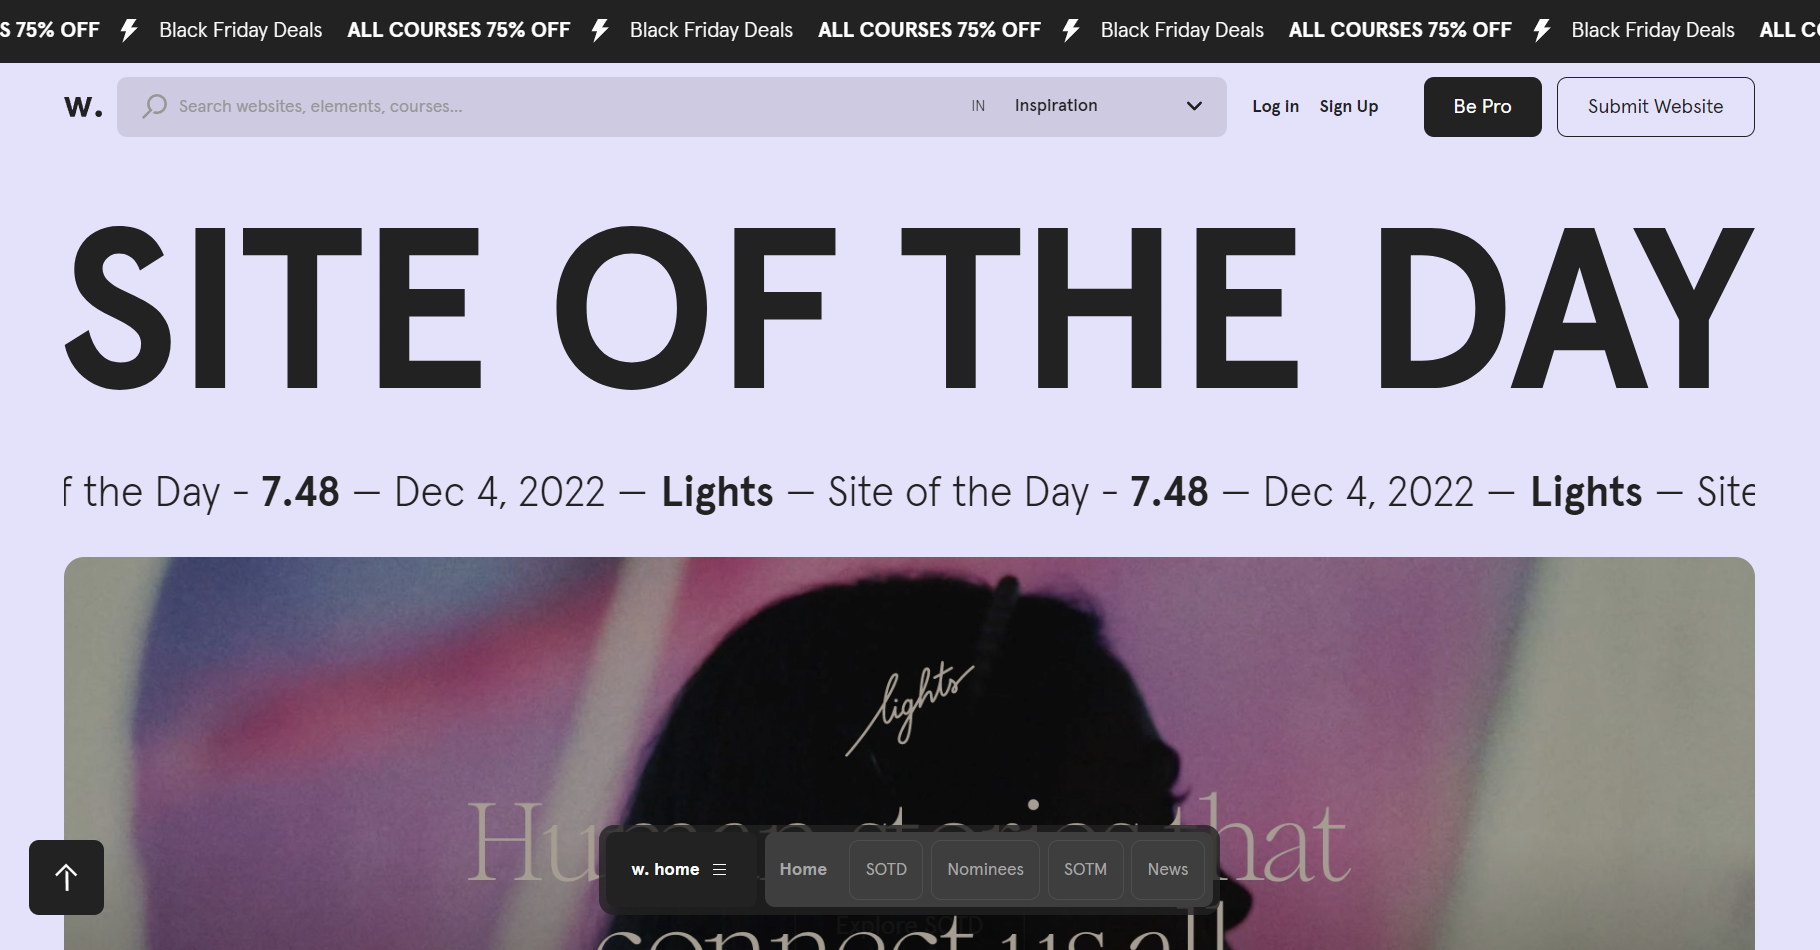 S 75% OFF Black Friday Deals ALL COURSES 75% OFF Black Friday Deals ALL COURSES 75% OFF Black Friday Deals ALL COURSES 75% OFF Black Friday Deals ALL CO
w. Search websites, elements, courses... IN Inspiration Log in Sign Up Be Pro Submit Website
SITE OF THE DAY
f the Day - 7.48 — Dec 4, 2022 — Lights — Site of the Day - 7.48 — Dec 4, 2022 — Lights — Site
lights
Human stories that
w. home Home SOTD Nominees SOTM News
Explore SOTD
connect us all